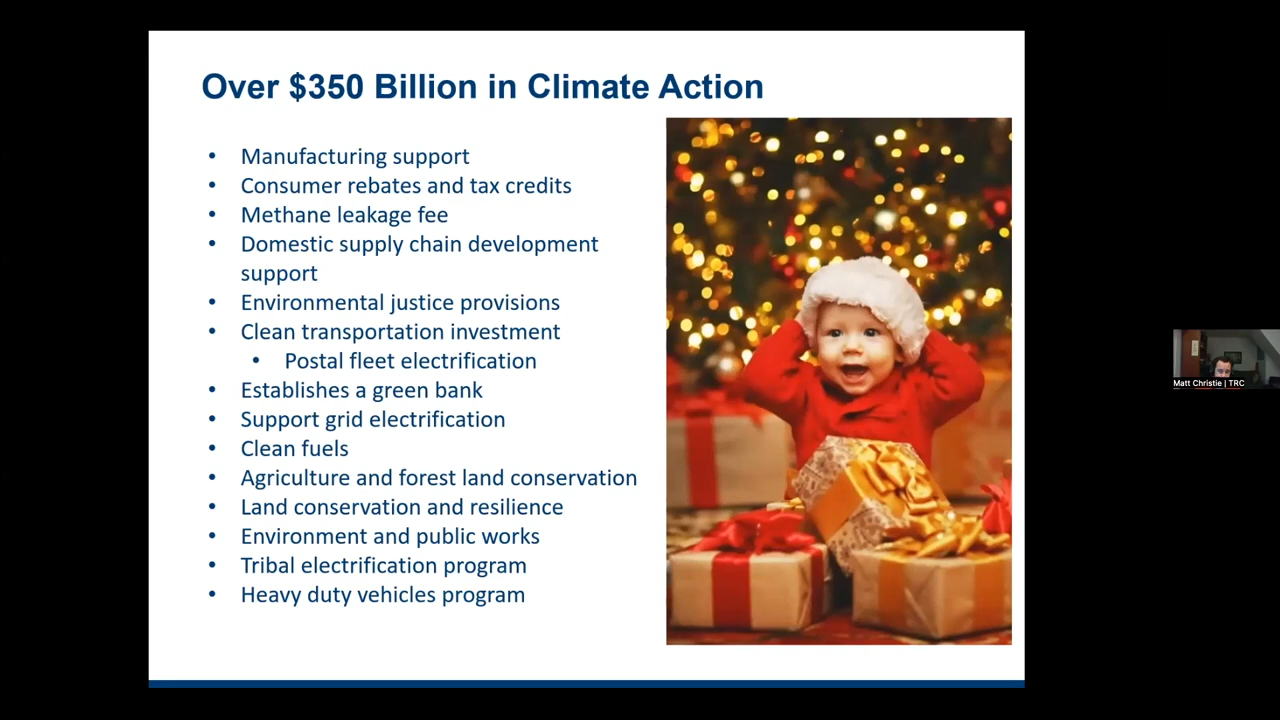 Over $350 Billion in Climate Action
• Manufacturing support
• Consumer rebates and tax credits
• Methane leakage fee
• Domestic supply chain development
support
• Environmental justice provisions
• Clean transportation investment
• Postal fleet electrification
• Establishes a green bank
• Support grid electrification
• Clean fuels
• Agriculture and forest land conservation
• Land conservation and resilience
• Environment and public works
• Tribal electrification program
• Heavy duty vehicles program
Matt Christie | TRC